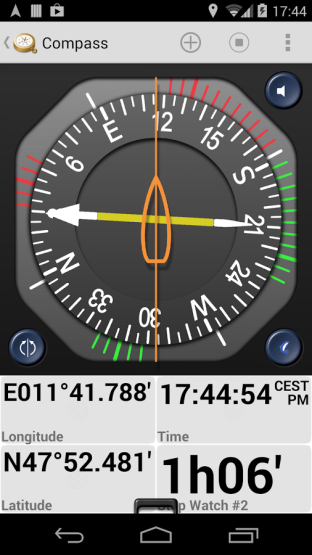 17:44
Compass
E
12
15
S
21
24
W
30
33
N
6
E011°41.788'
Longitude
17:44:54 CEST
PM
Time
N47°52.481'
Latitude
1h06'
Watch #2